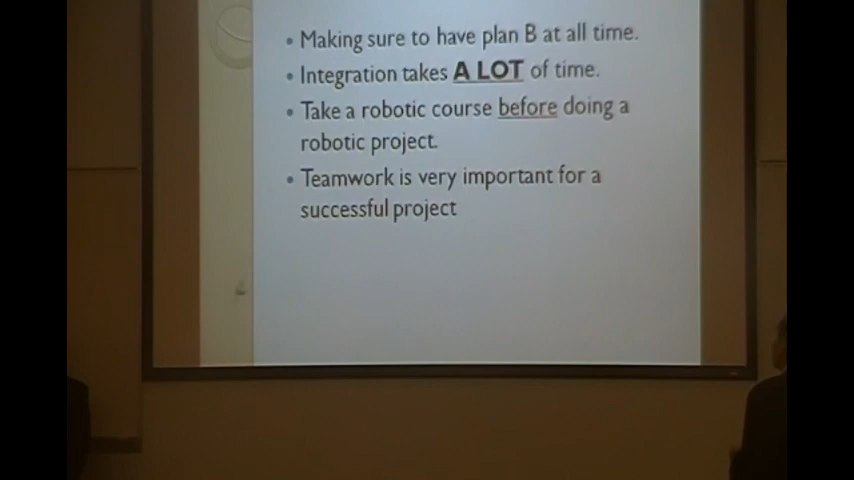 • Making sure to have plan B at all time.
• Integration takes A LOT of time.
• Take a robotic course before doing a
robotic project.
• Teamwork is very important for a
successful project